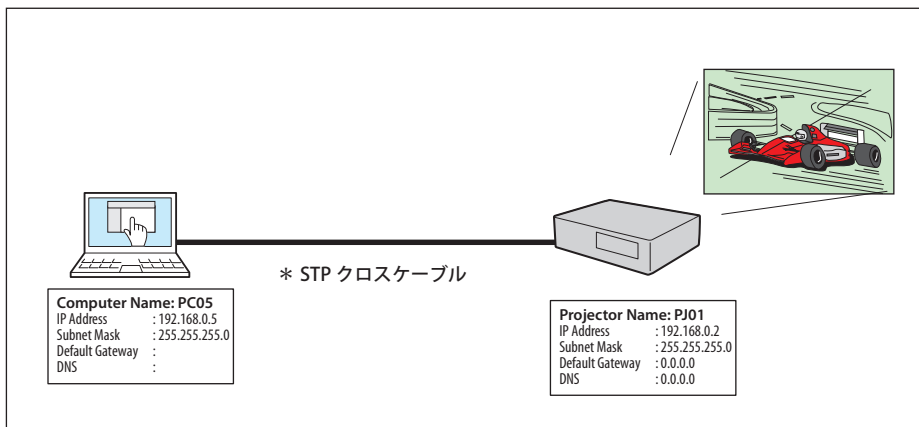 * STP クロスケーブル
Computer Name: PC05
IP Address : 192.168.0.5
Subnet Mask : 255.255.255.0
Default Gateway :
DNS :
Projector Name: PJ01
IP Address : 192.168.0.2
Subnet Mask : 255.255.255.0
Default Gateway : 0.0.0.0
DNS : 0.0.0.0